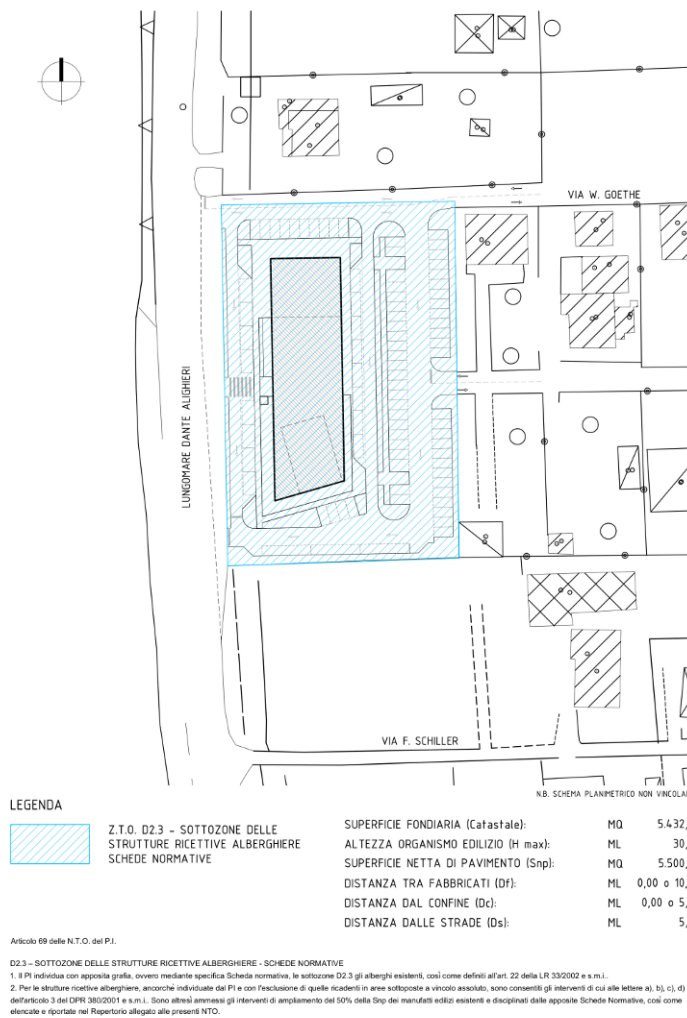 VIA W. GOETHE
LUNGOMARE DANTE ALIGHIERI
VIA F. SCHILLER
N.B. SCHEMA PLANIMETRICO NON VINCOLA
LEGENDA
Z.T.O. D2.3 - SOTTOZONE DELLE
STRUTTURE RICETTIVE ALBERGHIERE
SCHEDE NORMATIVE
SUPERFICIE FONDIARIA (Catastale): MQ 5.432,
ALTEZZA ORGANISMO EDILIZIO (H max): ML 30,
SUPERFICIE NETTA DI PAVIMENTO (Snp): MQ 5.500,
DISTANZA TRA FABBRICATI (Df): ML 0,00 o 10,
DISTANZA DAL CONFINE (Dc): ML 0,00 o 5,
DISTANZA DALLE STRADE (Ds): ML 5,
Articolo 69 delle N.T.O. del P.I.
D2.3 – SOTTOZONE DELLE STRUTTURE RICETTIVE ALBERGHIERE - SCHEDE NORMATIVE
1. Il PI individua con apposita grafia, ovvero mediante specifica Scheda normativa, le sottozone D2.3 gli alberghi esistenti, così come definiti all'art. 22 della LR 33/2002 e s.m.i..
2. Per le strutture ricettive alberghiere, ancorché individuate dal PI e con l'esclusione di quelle ricadenti in aree sottoposte a vincolo assoluto, sono consentiti gli interventi di cui alle lettere a), b), c), d)
dell'articolo 3 del DPR 380/2001 e s.m.i.. Sono altresì ammessi gli interventi di ampliamento del 50% della Snp dei manufatti edilizi esistenti e disciplinati dalle apposite Schede Normative, così come
elencate e riportate nel Repertorio allegato alle presenti NTO.